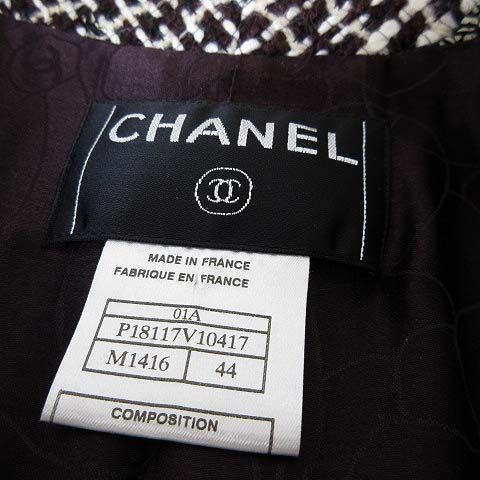 CHANEL
MADE IN FRANCE
FABRIQUE EN FRANCE
01A
P18117V10417
M1416 44
COMPOSITION